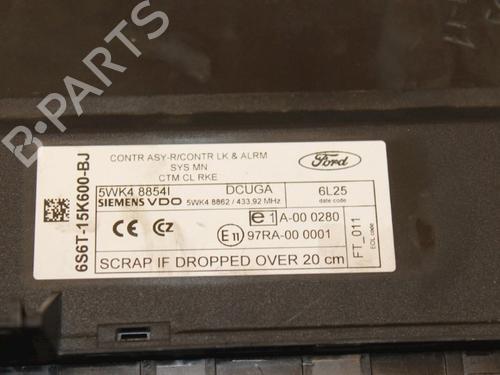 B-PARTS
6S6T-15K600-BJ
CONTR ASY-R/CONTR LK & ALRM
SYS MN
CTM CL RKE
Ford
5WK4 8854I DCUGA 6L25
SIEMENS VDO 5WK4 8862 / 433,92 MHz date code
CE CCZ
e1 A-00 0280
E11 97RA-00 0001
FT_011
EOL code
SCRAP IF DROPPED OVER 20 cm